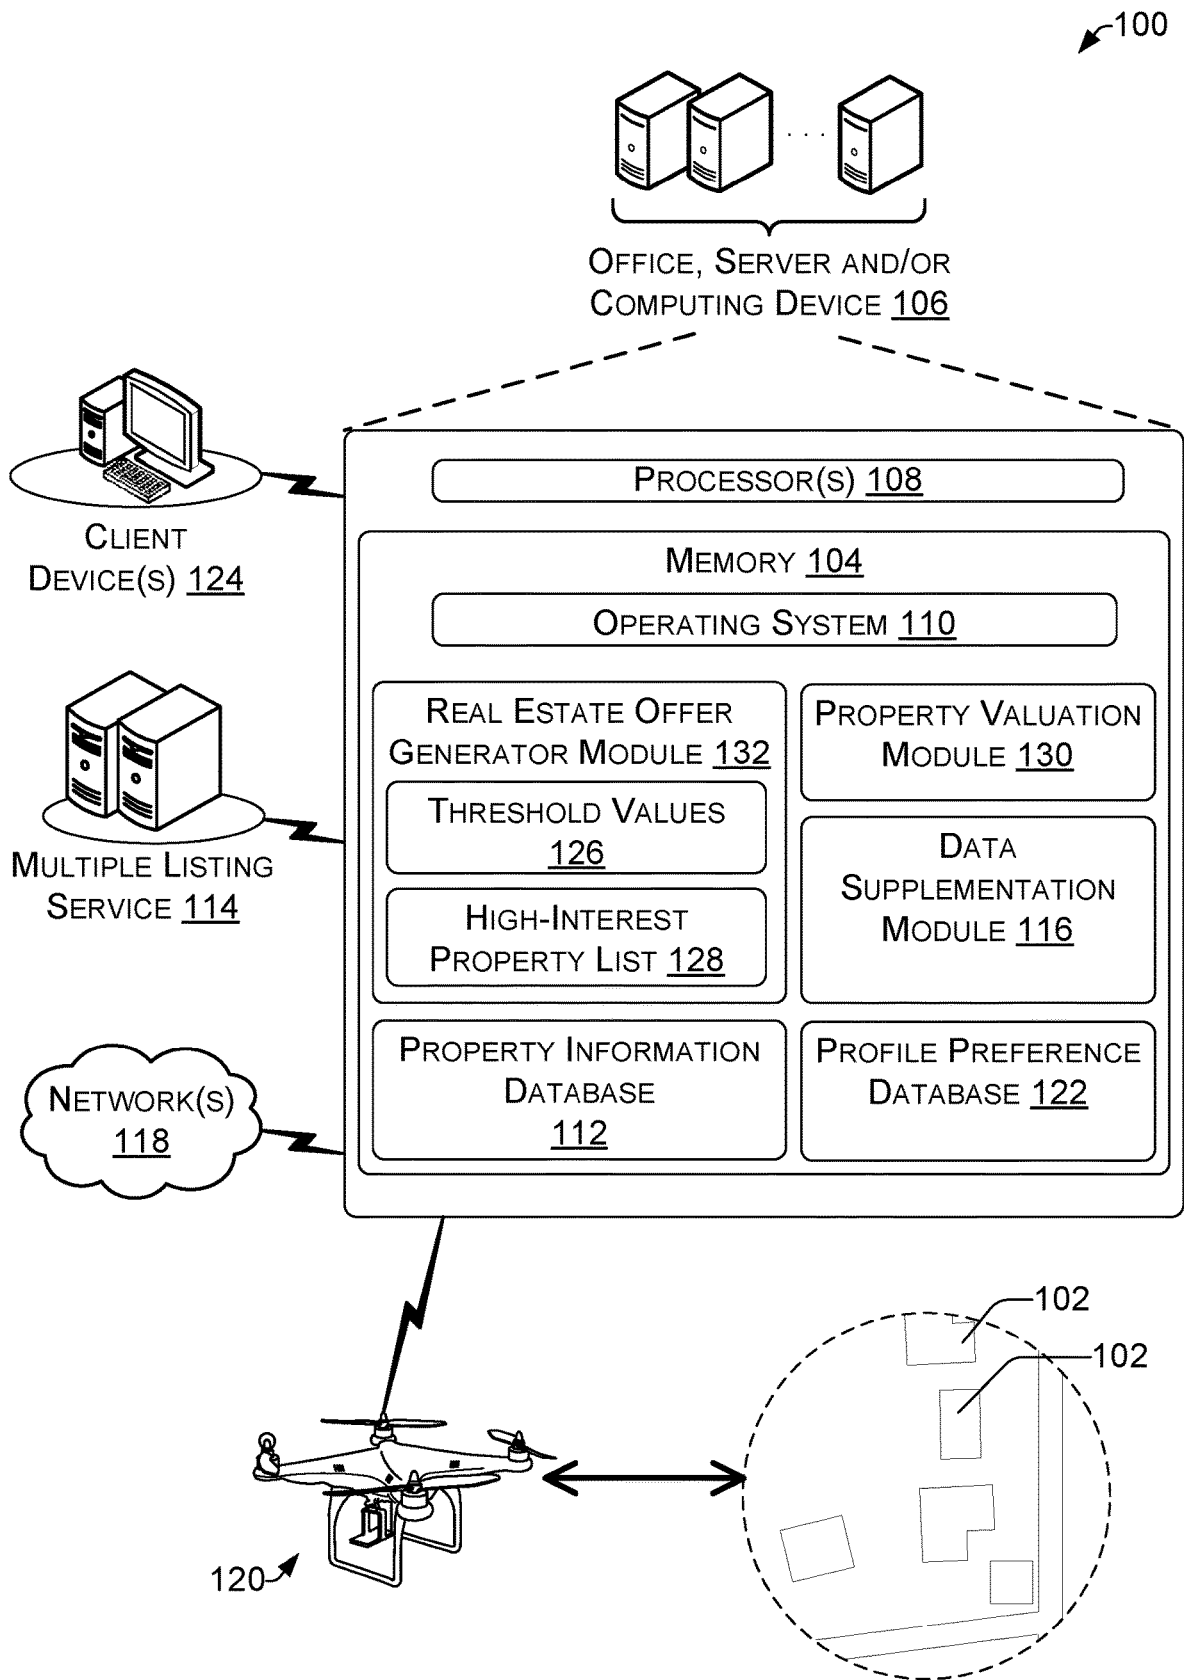 100
OFFICE, SERVER AND/OR
COMPUTING DEVICE 106
PROCESSOR(S) 108
CLIENT
DEVICE(S) 124
MEMORY 104
OPERATING SYSTEM 110
REAL ESTATE OFFER
GENERATOR MODULE 132
THRESHOLD VALUES
126
HIGH-INTEREST
PROPERTY LIST 128
PROPERTY VALUATION
MODULE 130
DATA
SUPPLEMENTATION
MODULE 116
MULTIPLE LISTING
SERVICE 114
PROPERTY INFORMATION
DATABASE
112
PROFILE PREFERENCE
DATABASE 122
NETWORK(S)
118
102
102
120